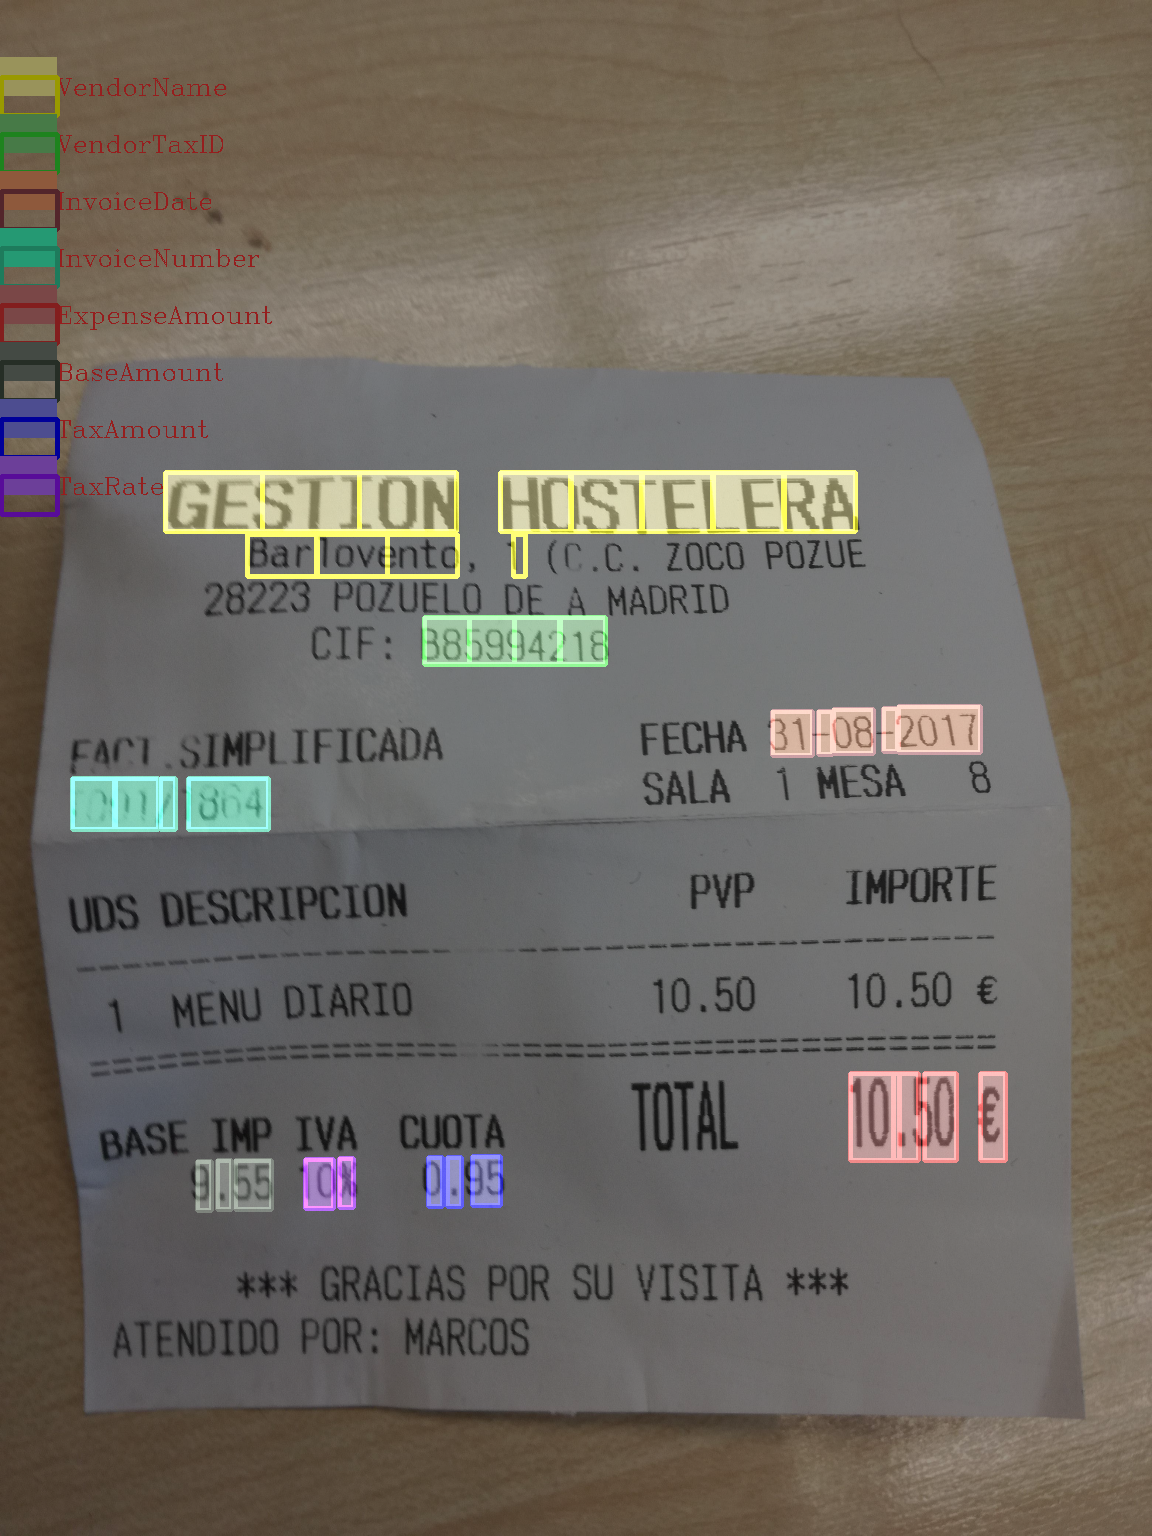 VendorName
VendorTaxID
InvoiceDate
InvoiceNumber
ExpenseAmount
BaseAmount
TaxAmount
TaxRate
GESTION HOSTELERA
Barlovento, 1 (C.C. ZOCO POZUE
28223 POZUELO DE A MADRID
CIF: B85994218
FACT.SIMPLIFICADA
FECHA 31-08-2017
864
SALA 1 MESA 8
UDS DESCRIPCION PVP IMPORTE
1 MENU DIARIO 10.50 10.50 €
TOTAL 10.50 €
BASE IMP IVA CUOTA
9.55 10% 0.95
*** GRACIAS POR SU VISITA ***
ATENDIDO POR: MARCOS